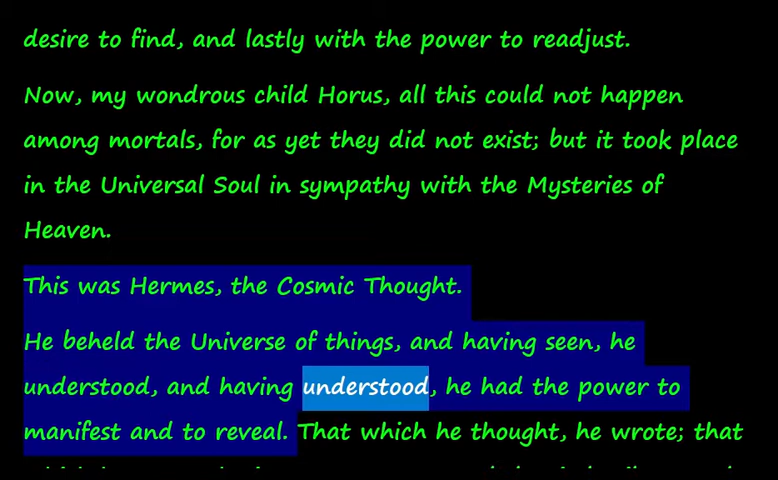 desire to find, and lastly with the power to readjust.
Now, my wondrous child Horus, all this could not happen
among mortals, for as yet they did not exist; but it took place
in the Universal Soul in sympathy with the Mysteries of
Heaven.
This was Hermes, the Cosmic Thought.
He beheld the Universe of things, and having seen, he
understood, and having understood, he had the power to
manifest and to reveal. That which he thought, he wrote; that